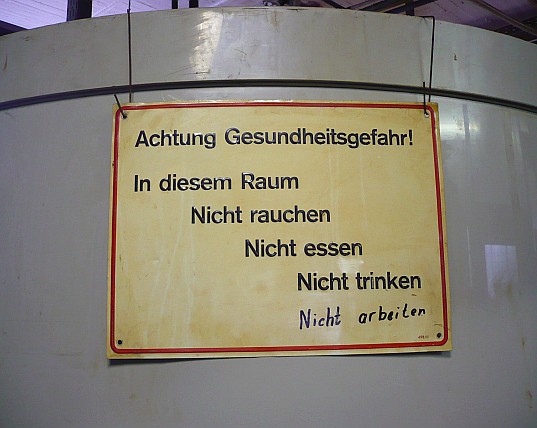 Achtung Gesundheitsgefahr!
In diesem Raum
Nicht rauchen
Nicht essen
Nicht trinken
Nicht arbeiten